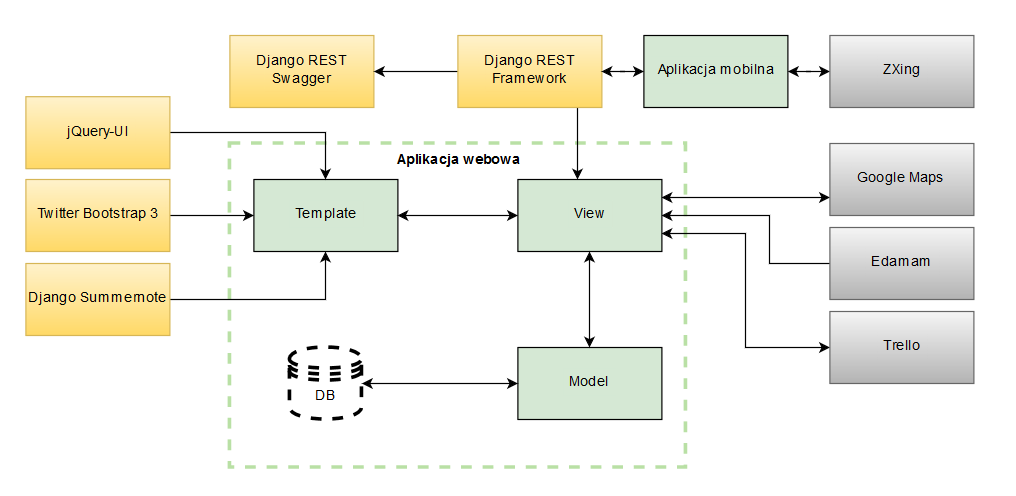 Django REST
Swagger
Django REST
Framework
Aplikacja mobilna
ZXing
jQuery-UI
Aplikacja webowa
Google Maps
Twitter Bootstrap 3
Template
View
Edamam
Django Summernote
Trello
Model
DB